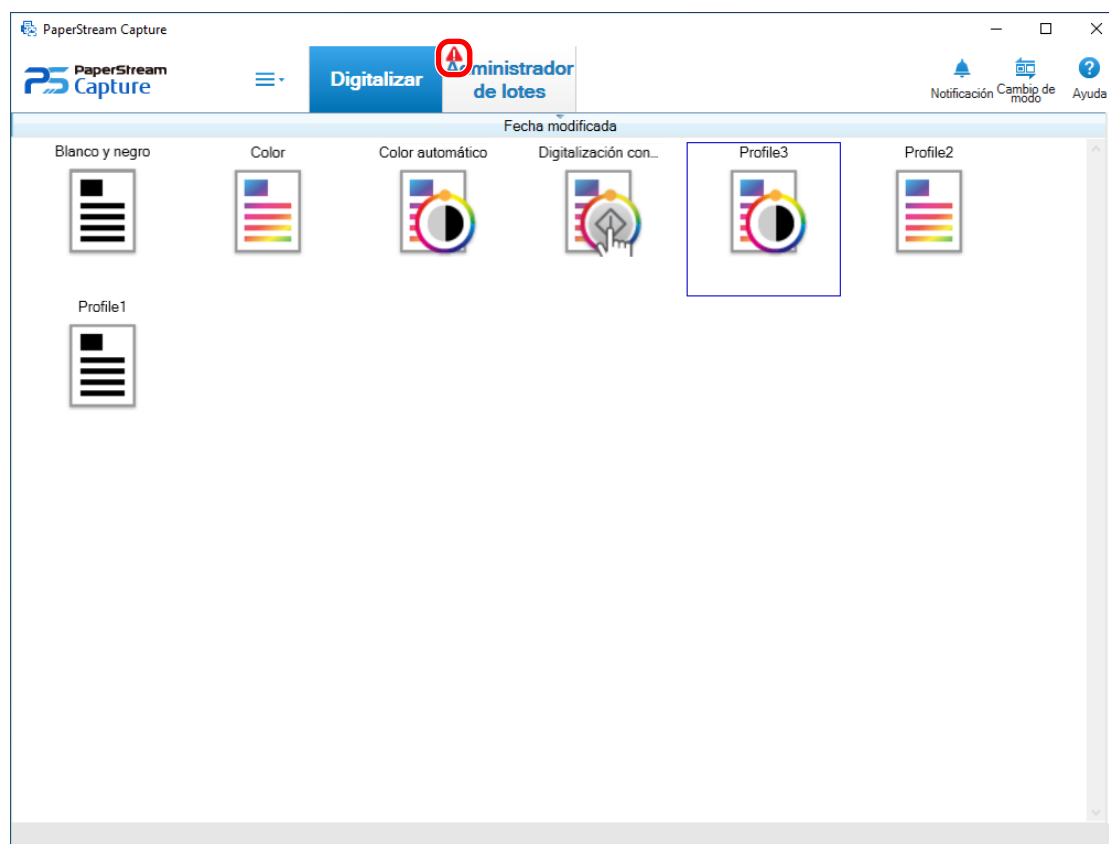 PaperStream Capture
PaperStream
Capture
Digitalizar
Administrador
de lotes
Notificación
Cambio de
modo
Ayuda
Fecha modificada
Blanco y negro
Color
Color automático
Digitalización con...
Profile3
Profile2
Profile1